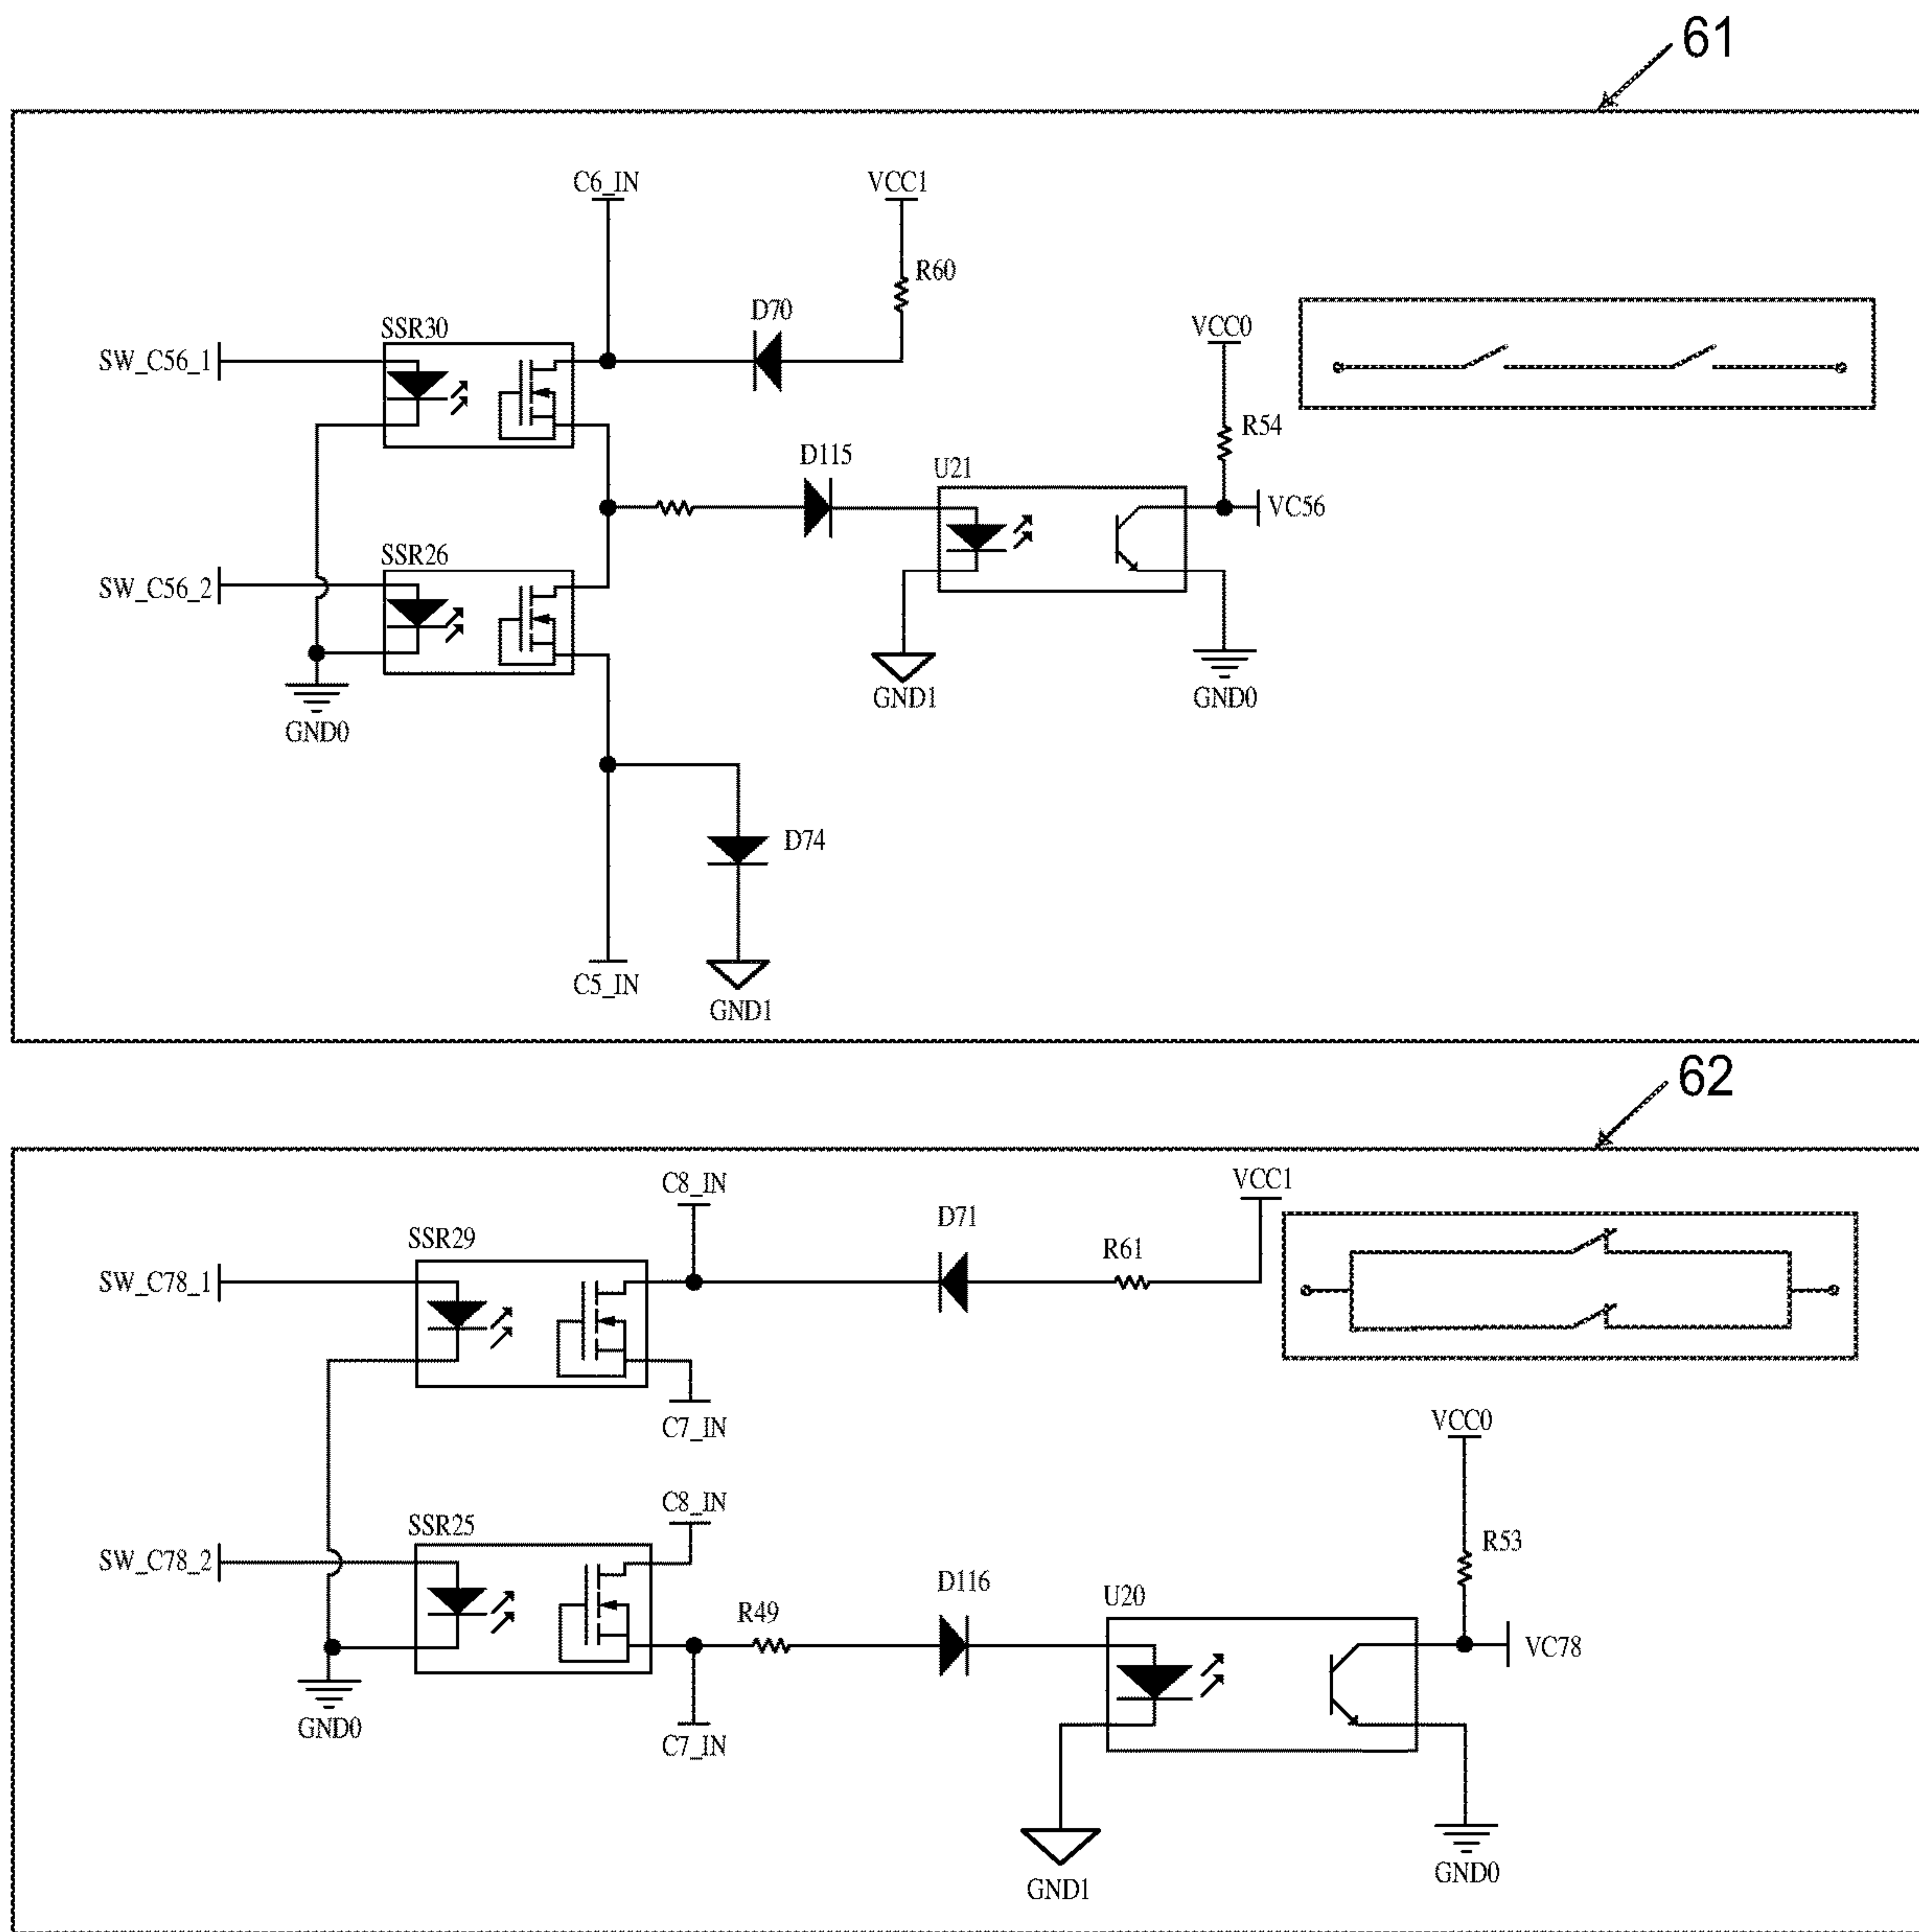 61
C6_IN
VCC1
R60
D70
SSR30
VCC0
SW_C56_1
R54
D115
U21
VC56
SSR26
SW_C56_2
GND1
GND0
GND0
D74
C5_IN
GND1
62
C8_IN
VCC1
D71
SSR29
R61
SW_C78_1
C7_IN
VCC0
C8_IN
SSR25
R53
SW_C78_2
D116
U20
R49
VC78
GND0
C7_IN
GND1
GND0